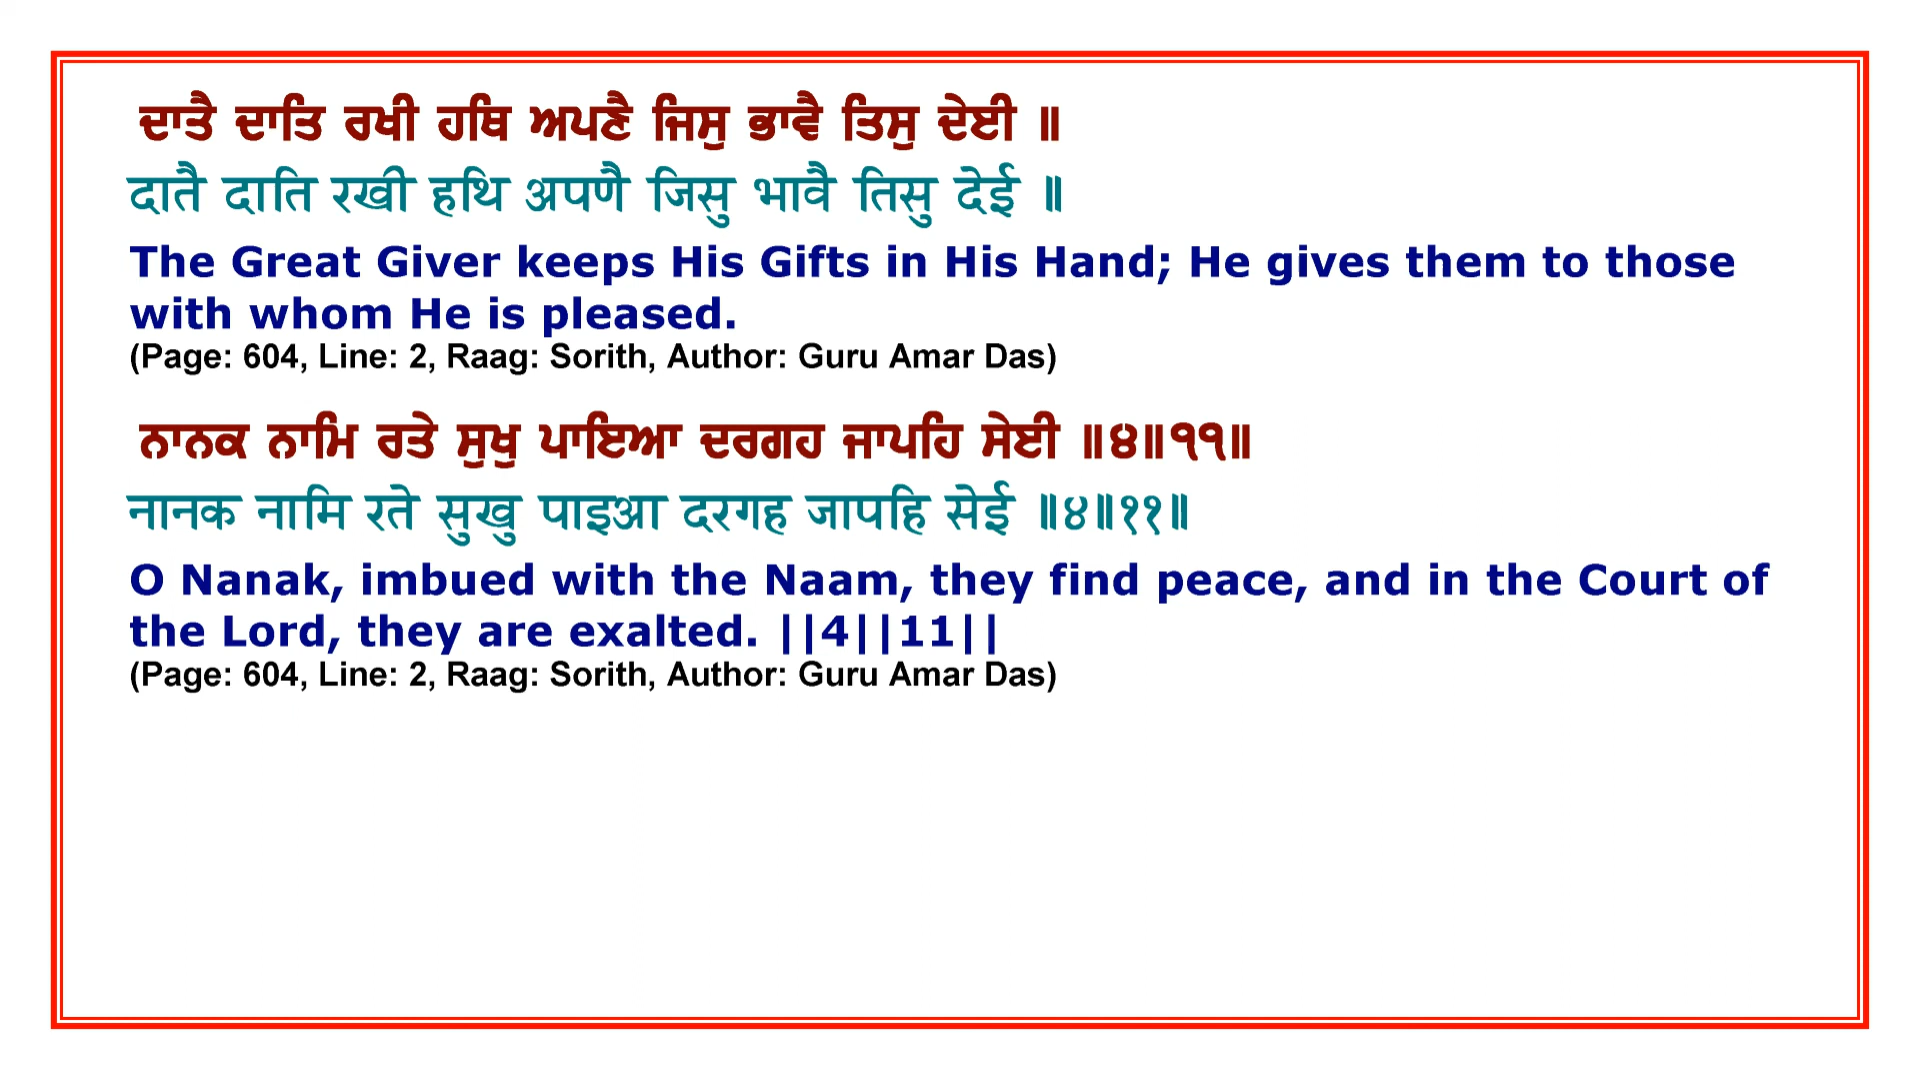 ਦਾਤੈ ਦਾਤਿ ਰਖੀ ਹਥਿ ਅਪਣੈ ਜਿਸੁ ਭਾਵੈ ਤਿਸੁ ਦੇਈ ॥
दातै दाति रखी हथि अपणै जिसु भावै तिसु देई ॥
The Great Giver keeps His Gifts in His Hand; He gives them to those
with whom He is pleased.
(Page: 604, Line: 2, Raag: Sorith, Author: Guru Amar Das)
ਨਾਨਕ ਨਾਮਿ ਰਤੇ ਸੁਖੁ ਪਾਇਆ ਦਰਗਹ ਜਾਪਹਿ ਸੇਈ ॥੪॥੧੧॥
नानक नामि रते सुखु पाइआ दरगह जापहि सेई ॥४॥११॥
O Nanak, imbued with the Naam, they find peace, and in the Court of
the Lord, they are exalted. ||4||11||
(Page: 604, Line: 2, Raag: Sorith, Author: Guru Amar Das)